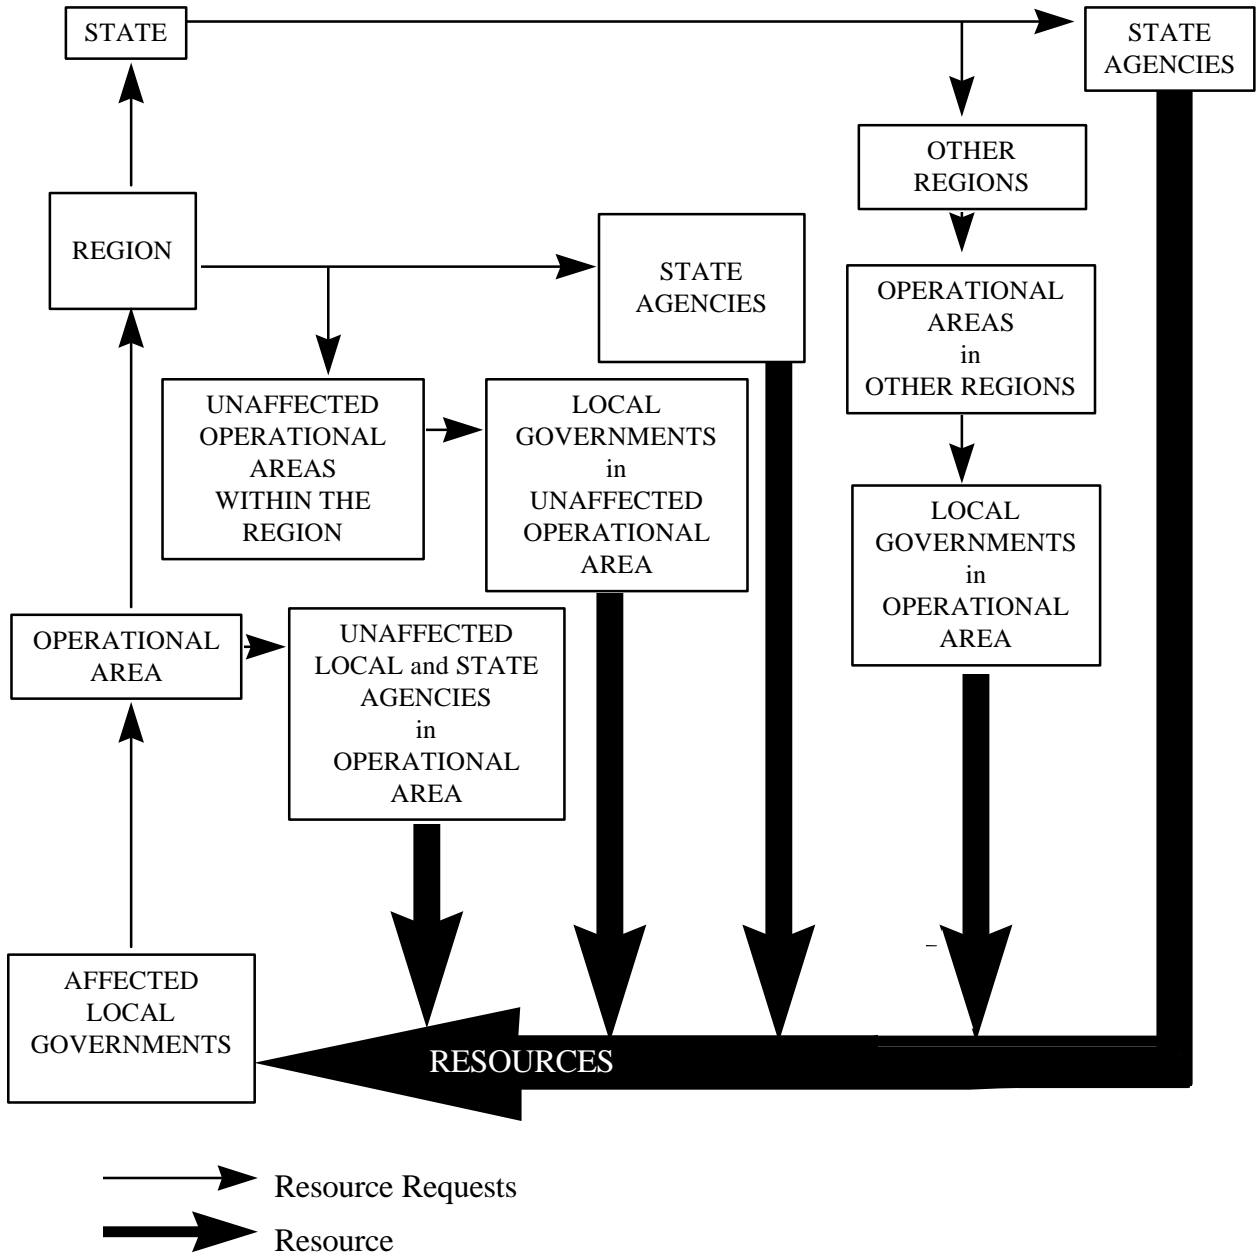 STATE
STATE
AGENCIES
OTHER
REGIONS
REGION
STATE
AGENCIES
OPERATIONAL
AREAS
in
OTHER REGIONS
UNAFFECTED
OPERATIONAL
AREAS
WITHIN THE
REGION
LOCAL
GOVERNMENTS
in
UNAFFECTED
OPERATIONAL
AREA
LOCAL
GOVERNMENTS
in
OPERATIONAL
AREA
OPERATIONAL
AREA
UNAFFECTED
LOCAL and STATE
AGENCIES
in
OPERATIONAL
AREA
AFFECTED
LOCAL
GOVERNMENTS
RESOURCES
Resource Requests
Resource